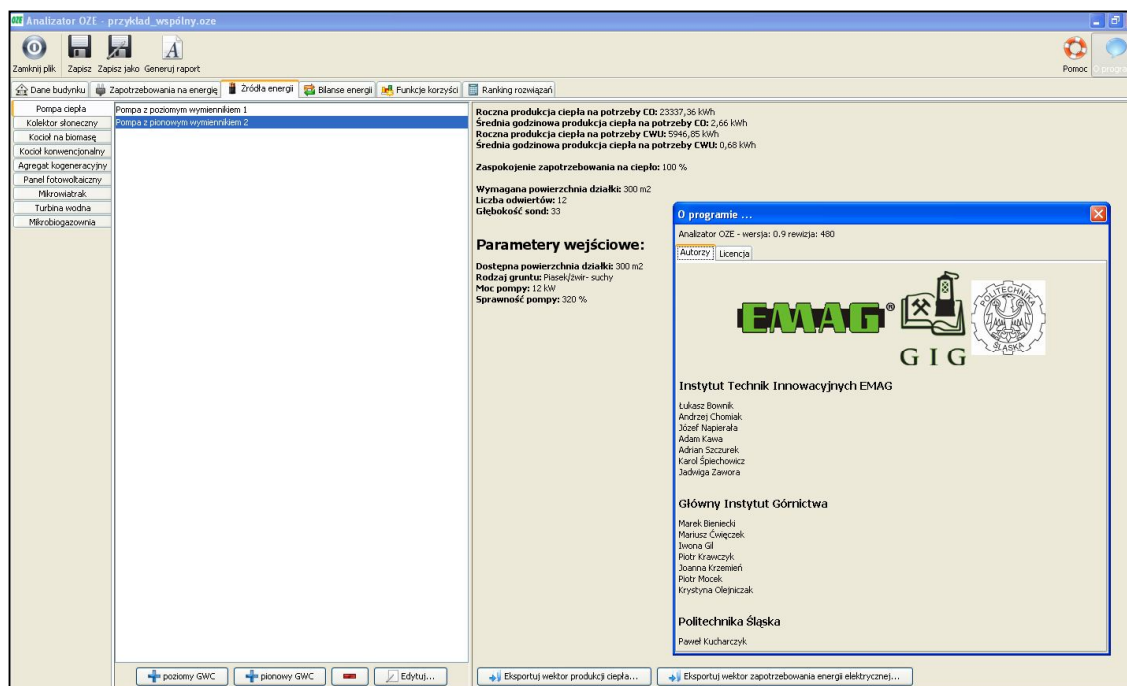 OZE Analizator OZE - przykład_wspólny.oze
Zamknij plik Zapisz Zapisz jako Generuj raport
Pomoc O progra
Dane budynku Zapotrzebowania na energię Źródła energii Bilanse energii Funkcje korzyści Ranking rozwiązań
Pompa ciepła
Kolektor słoneczny
Kocioł na biomasę
Kocioł konwencjonalny
Agregat kogeneracyjny
Panel fotowoltaiczny
Mikrowiatrak
Turbina wodna
Mikrobiogazownia
Pompa z poziomym wymiennikiem 1
Pompa z pionowym wymiennikiem 2
Roczna produkcja ciepła na potrzeby CO: 23337,36 kWh
Średnia godzinowa produkcja ciepła na potrzeby CO: 2,66 kWh
Roczna produkcja ciepła na potrzeby CWU: 5946,85 kWh
Średnia godzinowa produkcja ciepła na potrzeby CWU: 0,68 kWh
Zaspokojenie zapotrzebowania na ciepło: 100 %
Wymagana powierzchnia działki: 300 m2
Liczba odwiertów: 12
Głębokość sond: 33
Parametery wejściowe:
Dostępna powierzchnia działki: 300 m2
Rodzaj gruntu: Piasek/żwir- suchy
Moc pompy: 12 kW
Sprawność pompy: 320 %
O programie ...
Analizator OZE - wersja: 0.9 rewizja: 480
Autorzy Licencja
EMAG®
GIG
POLITECHNIKA ŚLĄSKA
Instytut Technik Innowacyjnych EMAG
Łukasz Bownik
Andrzej Chomiak
Józef Napierała
Adam Kawa
Adrian Szczurek
Karol Śpiechowicz
Jadwiga Zawora
Główny Instytut Górnictwa
Marek Bieniecki
Mariusz Ćwięczek
Iwona Gil
Piotr Krawczyk
Joanna Krzemień
Piotr Mocek
Krystyna Olejniczak
Politechnika Śląska
Paweł Kucharczyk
poziomy GWC pionowy GWC Edytuj...
Eksportuj wektor produkcji ciepła... Eksportuj wektor zapotrzebowania energii elektrycznej...